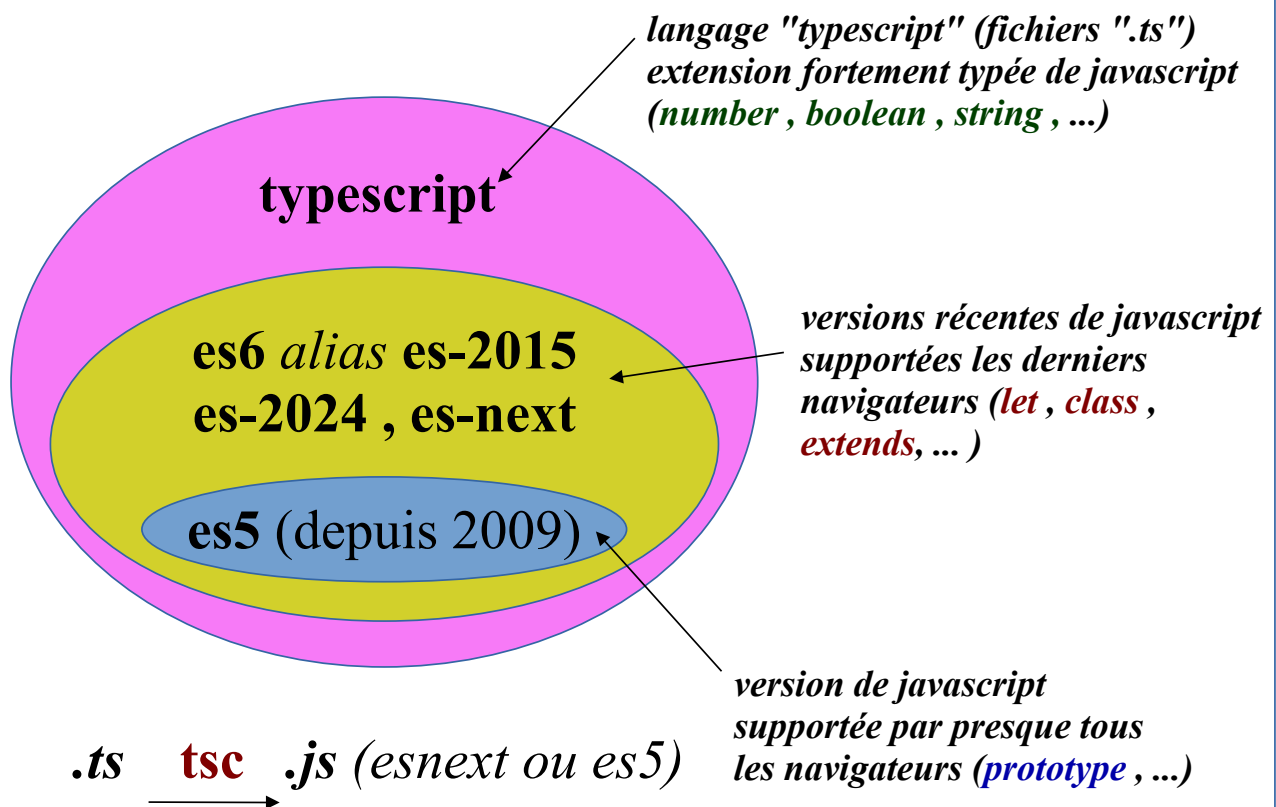 langage "typescript" (fichiers ".ts")
extension fortement typée de javascript
(number , boolean , string , ...)
typescript
es6 alias es-2015
es-2024 , es-next
versions récentes de javascript
supportées les derniers
navigateurs (let , class ,
extends, ... )
es5 (depuis 2009)
version de javascript
supportée par presque tous
les navigateurs (prototype , ...)
.ts tsc .js (esnext ou es5)